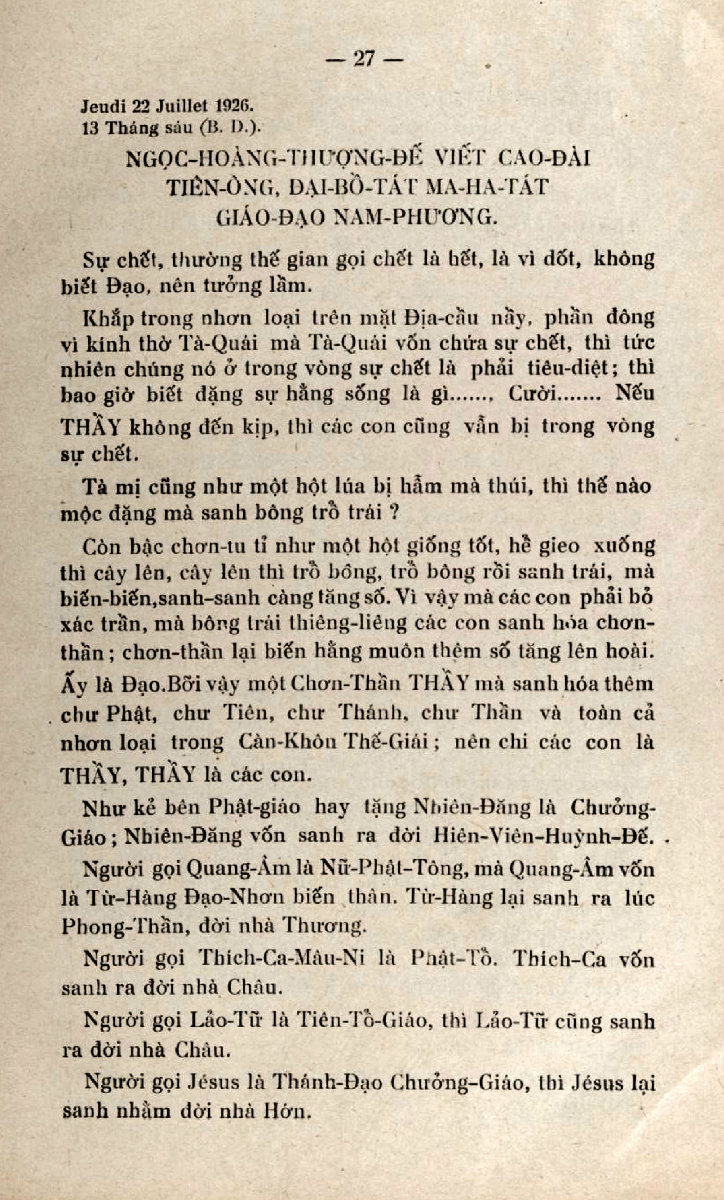 — 27 —
Jeudi 22 Juillet 1926.
13 Tháng sáu (B. D.).
NGỌC-HOÀNG-THƯỢNG-ĐẾ VIẾT CAO-ĐÀI
TIÊN-ÔNG, ĐẠI-BỒ-TÁT MA-HA-TÁT
GIÁO-ĐẠO NAM-PHƯƠNG.
Sự chết, thường thế gian gọi chết là hết, là vì dốt, không
biết Đạo, nên tưởng lầm.
Khắp trong nhơn loại trên mặt Địa-cầu nầy, phần đông
vì kính thờ Tà-Quái mà Tà-Quái vốn chứa sự chết, thì tức
nhiên chúng nó ở trong vòng sự chết là phải tiêu-diệt ; thì
bao giờ biết đặng sự hằng sống là gì......, Cười....... Nếu
THẦY không đến kịp, thì các con cũng vẫn bị trong vòng
sự chết.
Tà mị cũng như một hột lúa bị hẫm mà thúi, thì thế nào
mộc đặng mà sanh bông trổ trái ?
Còn bậc chơn-tu tỉ như một hột giống tốt, hễ gieo xuống
thì cây lên, cây lên thì trổ bông, trổ bông rồi sanh trái, mà
biến-biến,sanh-sanh càng tăng số. Vì vậy mà các con phải bỏ
xác trần, mà bông trái thiêng-liêng các con sanh hóa chơn-
thần ; chơn-thần lại biến hằng muôn thêm số tăng lên hoài.
Ấy là Đạo.Bỡi vậy một Chơn-Thần THẦY mà sanh hóa thêm
chư Phật, chư Tiên, chư Thánh, chư Thần và toàn cả
nhơn loại trong Càn-Khôn Thế-Giái ; nên chi các con là
THẦY, THẦY là các con.
Như kẻ bên Phật-giáo hay tặng Nhiên-Đăng là Chưởng-
Giáo ; Nhiên-Đăng vốn sanh ra đời Hiên-Viên-Huỳnh-Đế.
Người gọi Quang-Âm là Nữ-Phật-Tông, mà Quang-Âm vốn
là Từ-Hàng Đạo-Nhơn biến thân. Từ-Hàng lại sanh ra lúc
Phong-Thần, đời nhà Thương.
Người gọi Thích-Ca-Mâu-Ni là Phật-Tổ. Thích-Ca vốn
sanh ra đời nhà Châu.
Người gọi Lảo-Tữ là Tiên-Tổ-Giáo, thì Lảo-Tữ cũng sanh
ra đời nhà Châu.
Người gọi Jésus là Thánh-Đạo Chưởng-Giáo, thì Jésus lại
sanh nhằm đời nhà Hớn.